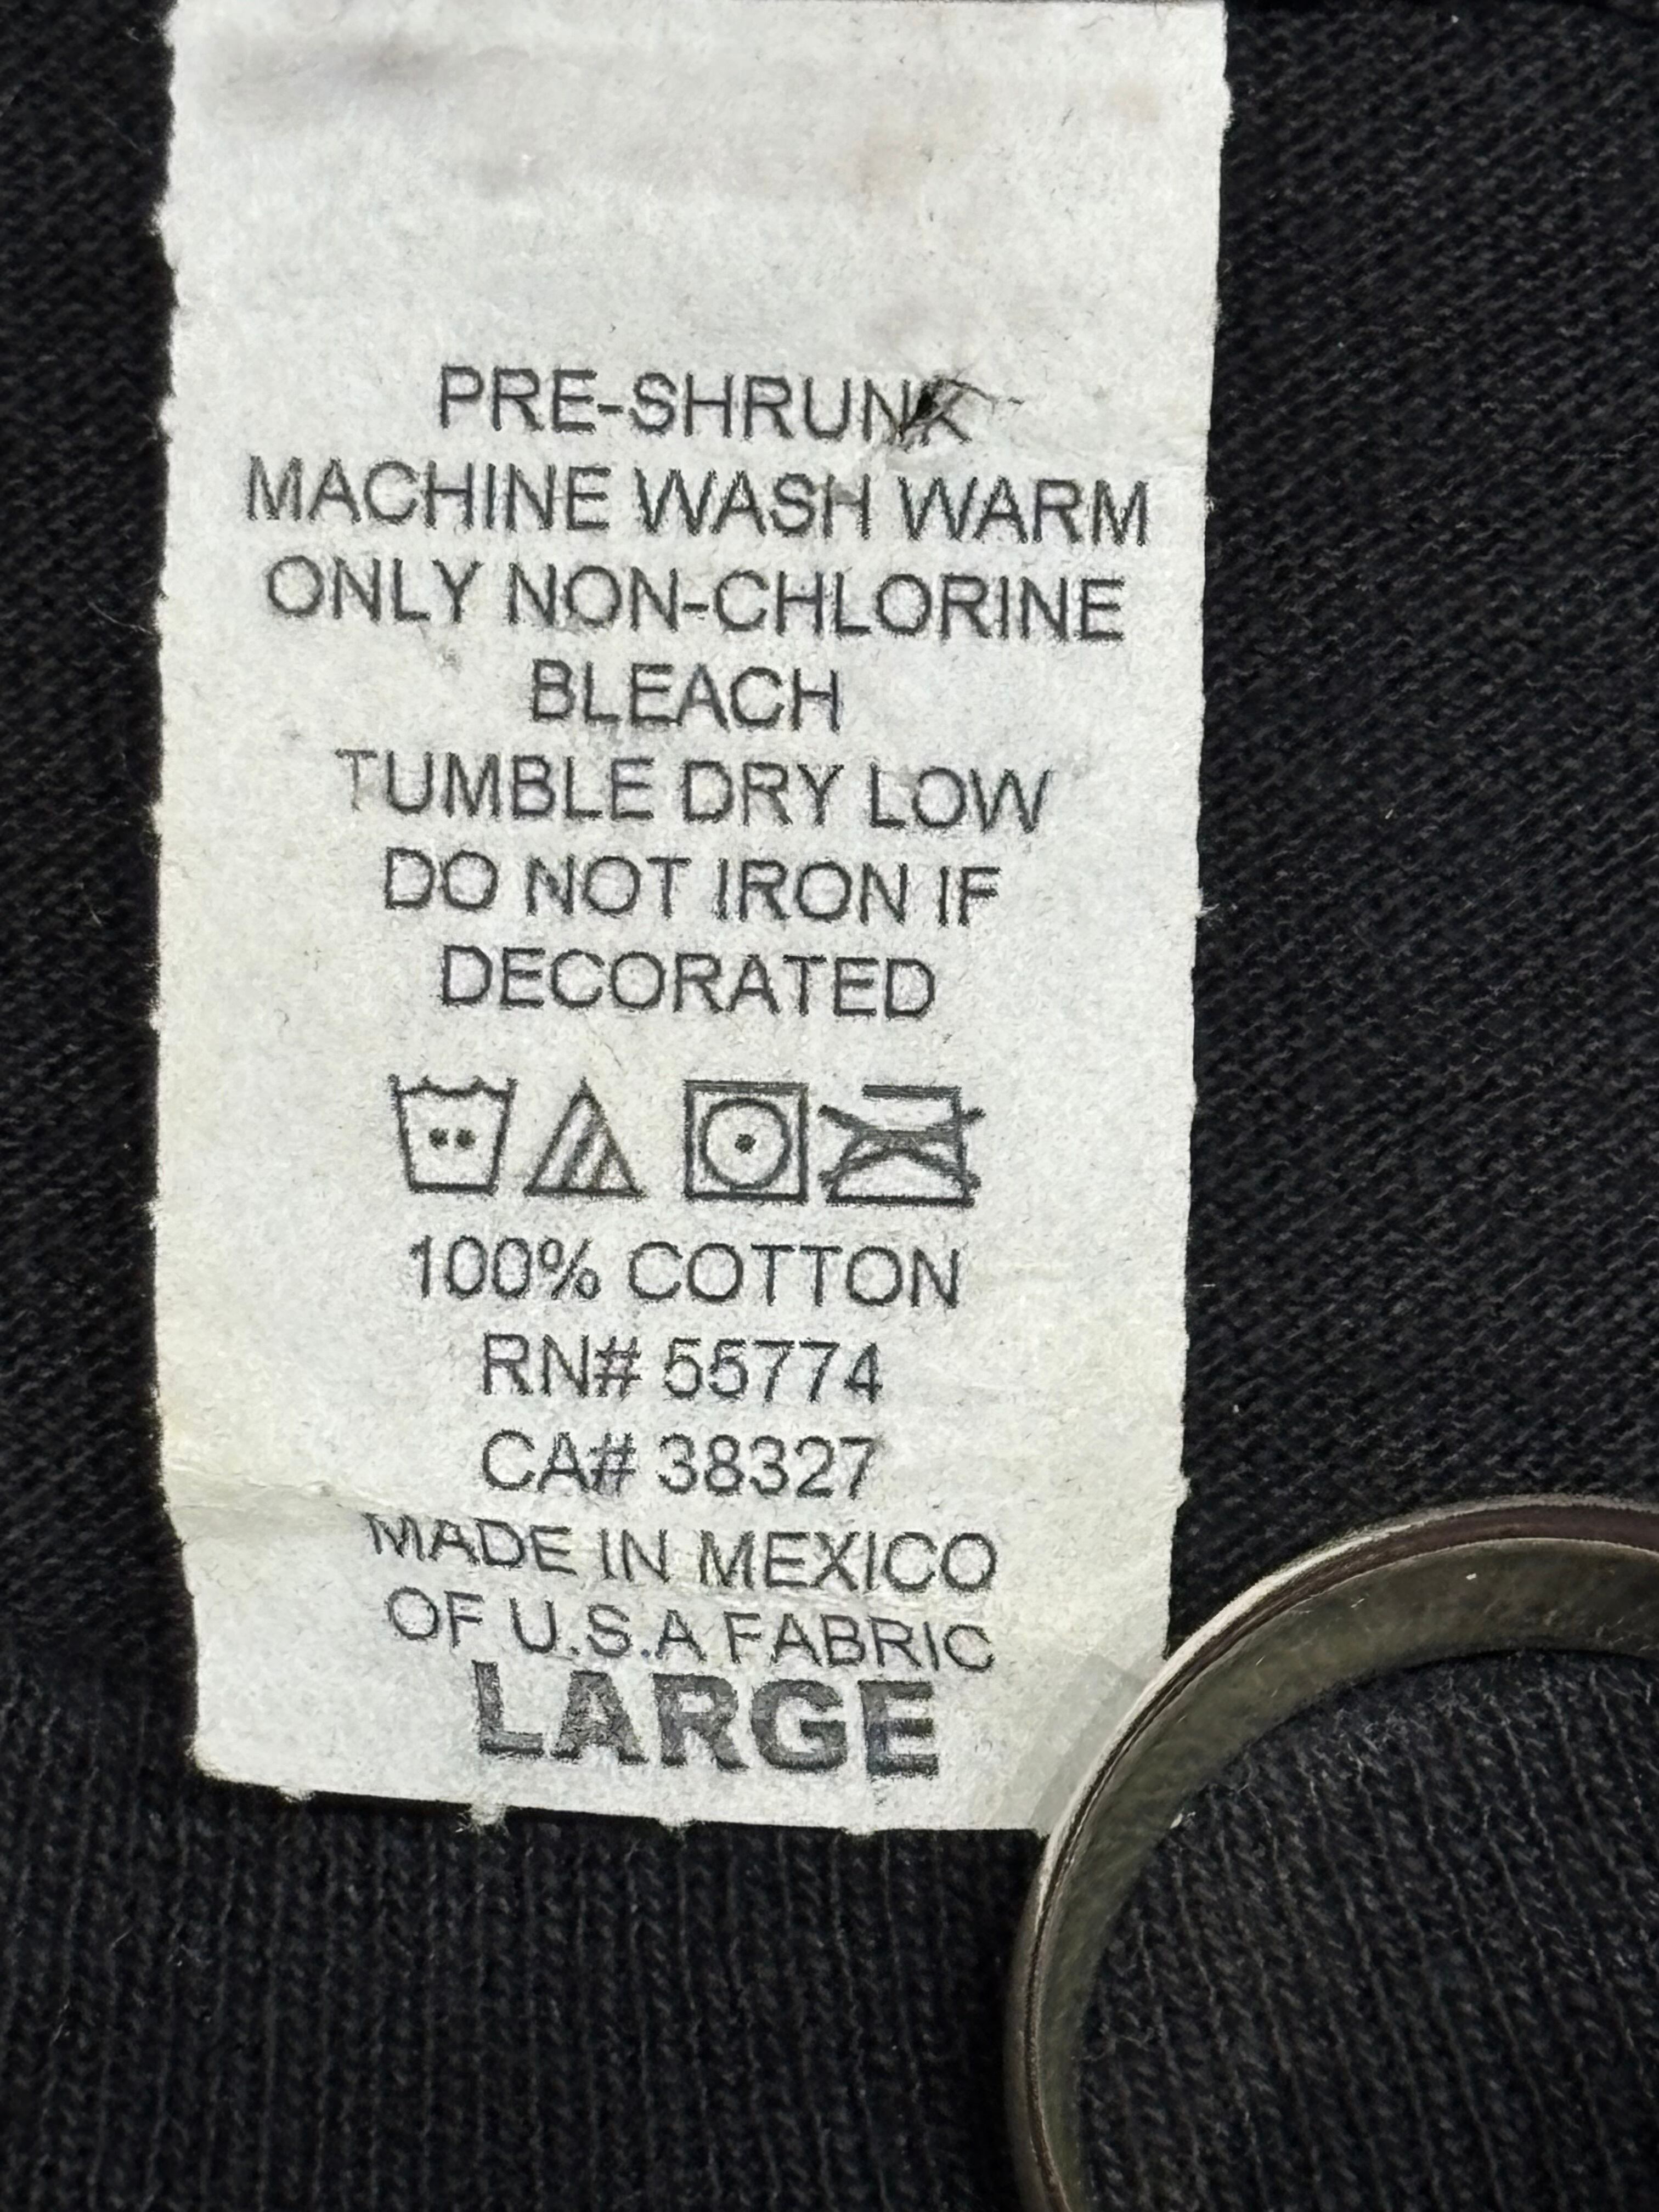 PRE-SHRUNK
MACHINE WASH WARM
ONLY NON-CHLORINE
BLEACH
TUMBLE DRY LOW
DO NOT IRON IF
DECORATED
100% COTTON
RN# 55774
CA# 38327
MADE IN MEXICO
OF U.S.A FABRIC
LARGE